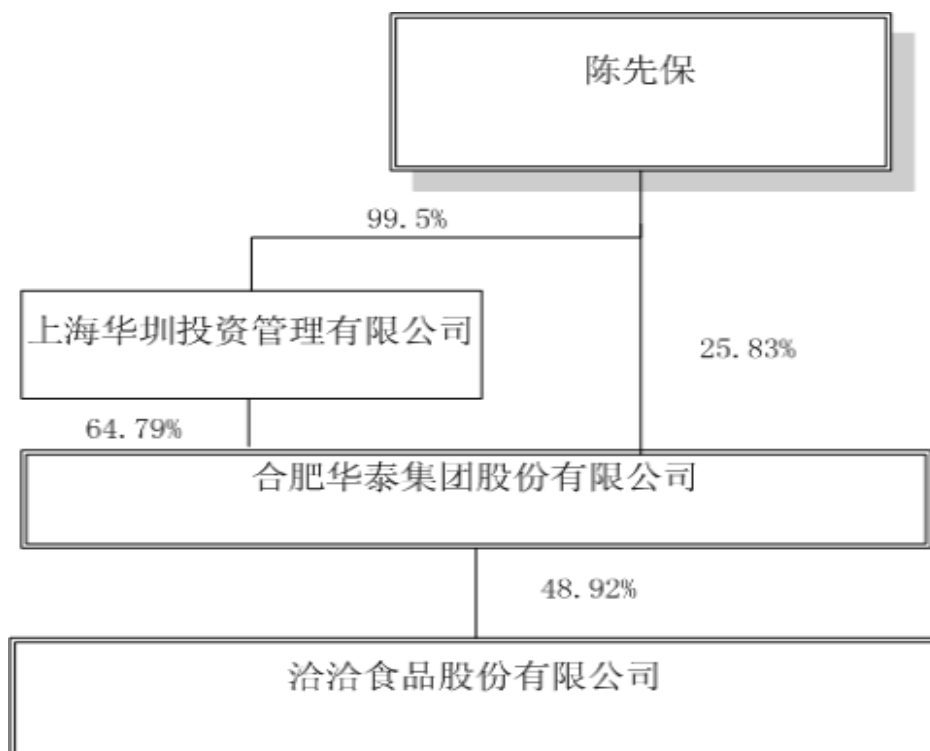 陈先保
99.5%
上海华圳投资管理有限公司
25.83%
64.79%
合肥华泰集团股份有限公司
48.92%
洽洽食品股份有限公司